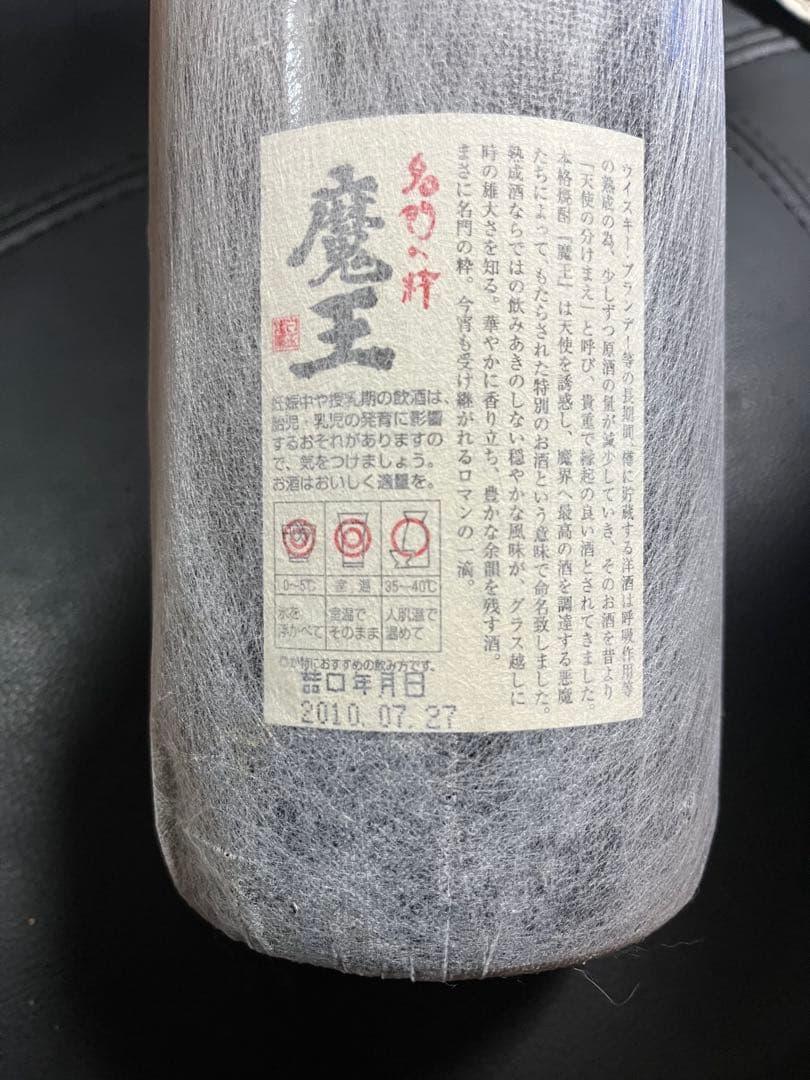 ウイスキー・ブランデー等の長期間、樽に貯蔵する洋酒は呼吸作用等
の熟成の為、少しずつ原酒の量が減少していき、そのお酒を昔より
「天使の分けまえ」と呼び、貴重で縁起の良い酒とされてきました。
本格焼酎「魔王」は天使を誘惑し、魔界へ最高の酒を調達する悪魔
たちによって、もたらされた特別のお酒という意味で命名致しました。
熟成酒ならではの飲みあきのしない穏やかな風味が、グラス越しに
時の雄大さを知る。華やかに香り立ち、豊かな余韻を残す酒。
まさに名門の粋。今宵も受け継がれるロマンの一滴。
名門の粋
魔王
妊娠中や授乳期の飲酒は、
胎児・乳児の発育に影響
するおそれがありますの
で、気をつけましょう。
お酒はおいしく適量を。
0〜5℃ 室温 35〜40℃
氷を 室温で 人肌温で
浮かべて そのまま 温めて
◎が特におすすめの飲み方です。
詰口年月日
2010.07.27